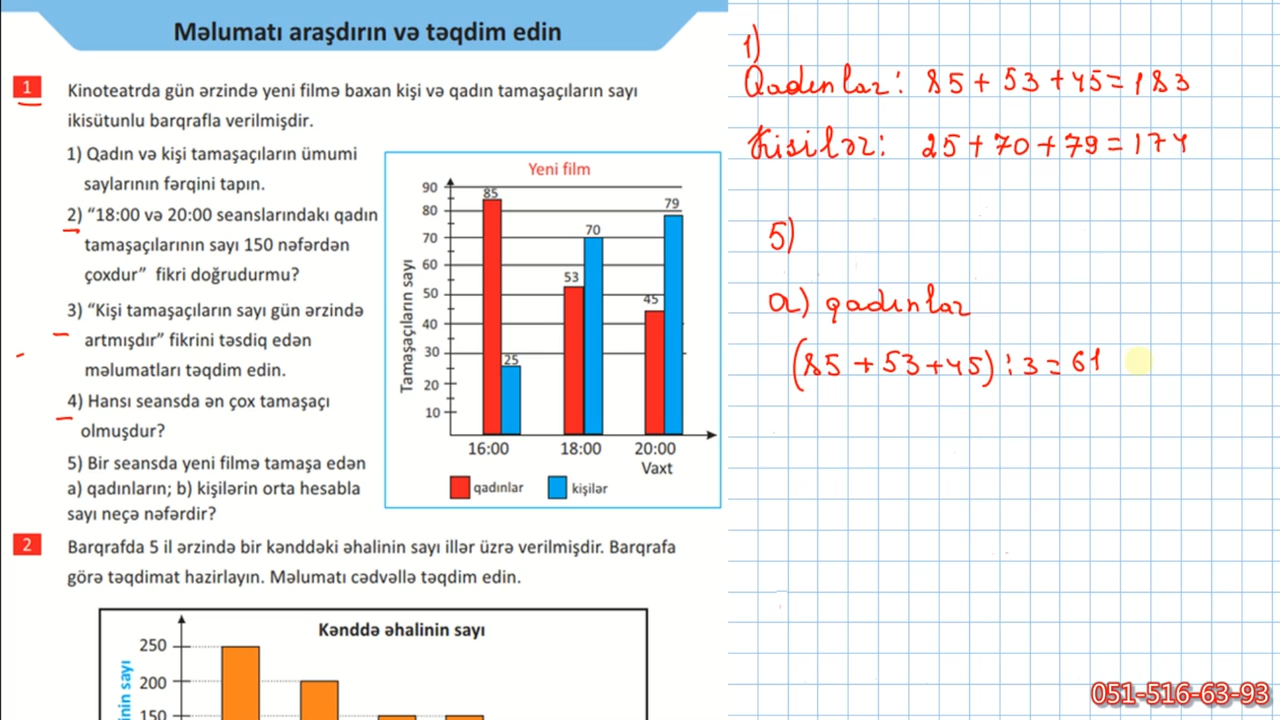 Məlumatı araşdırın və təqdim edin
1 Kinoteatrda gün ərzində yeni filmə baxan kişi və qadın tamaşaçıların sayı
ikisütunlu barqrafla verilmişdir.
1) Qadın və kişi tamaşaçıların ümumi
saylarının fərqini tapın.
2) “18:00 və 20:00 seanslarındakı qadın
tamaşaçılarının sayı 150 nəfərdən
çoxdur” fikri doğrudurmu?
3) “Kişi tamaşaçıların sayı gün ərzində
artmışdır” fikrini təsdiq edən
məlumatları təqdim edin.
4) Hansı seansda ən çox tamaşaçı
olmuşdur?
5) Bir seansda yeni filmə tamaşa edən
a) qadınların; b) kişilərin orta hesabla
sayı neçə nəfərdir?
Yeni film
Tamaşaçıların sayı
90
80
70
60
50
40
30
20
10
85
25
53
70
45
79
16:00 18:00 20:00
Vaxt
qadınlar kişilər
2 Barqrafda 5 il ərzində bir kənddəki əhalinin sayı illər üzrə verilmişdir. Barqrafa
görə təqdimat hazirlayın. Məlumatı cədvəllə təqdim edin.
Kənddə əhalinin sayı
250
200
150
inin sayı
1)
Qadınlar: 85+53+45=183
Kişilər: 25+70+79=174
5)
a) qadınlar
(85+53+45):3=61
051-516-63-93